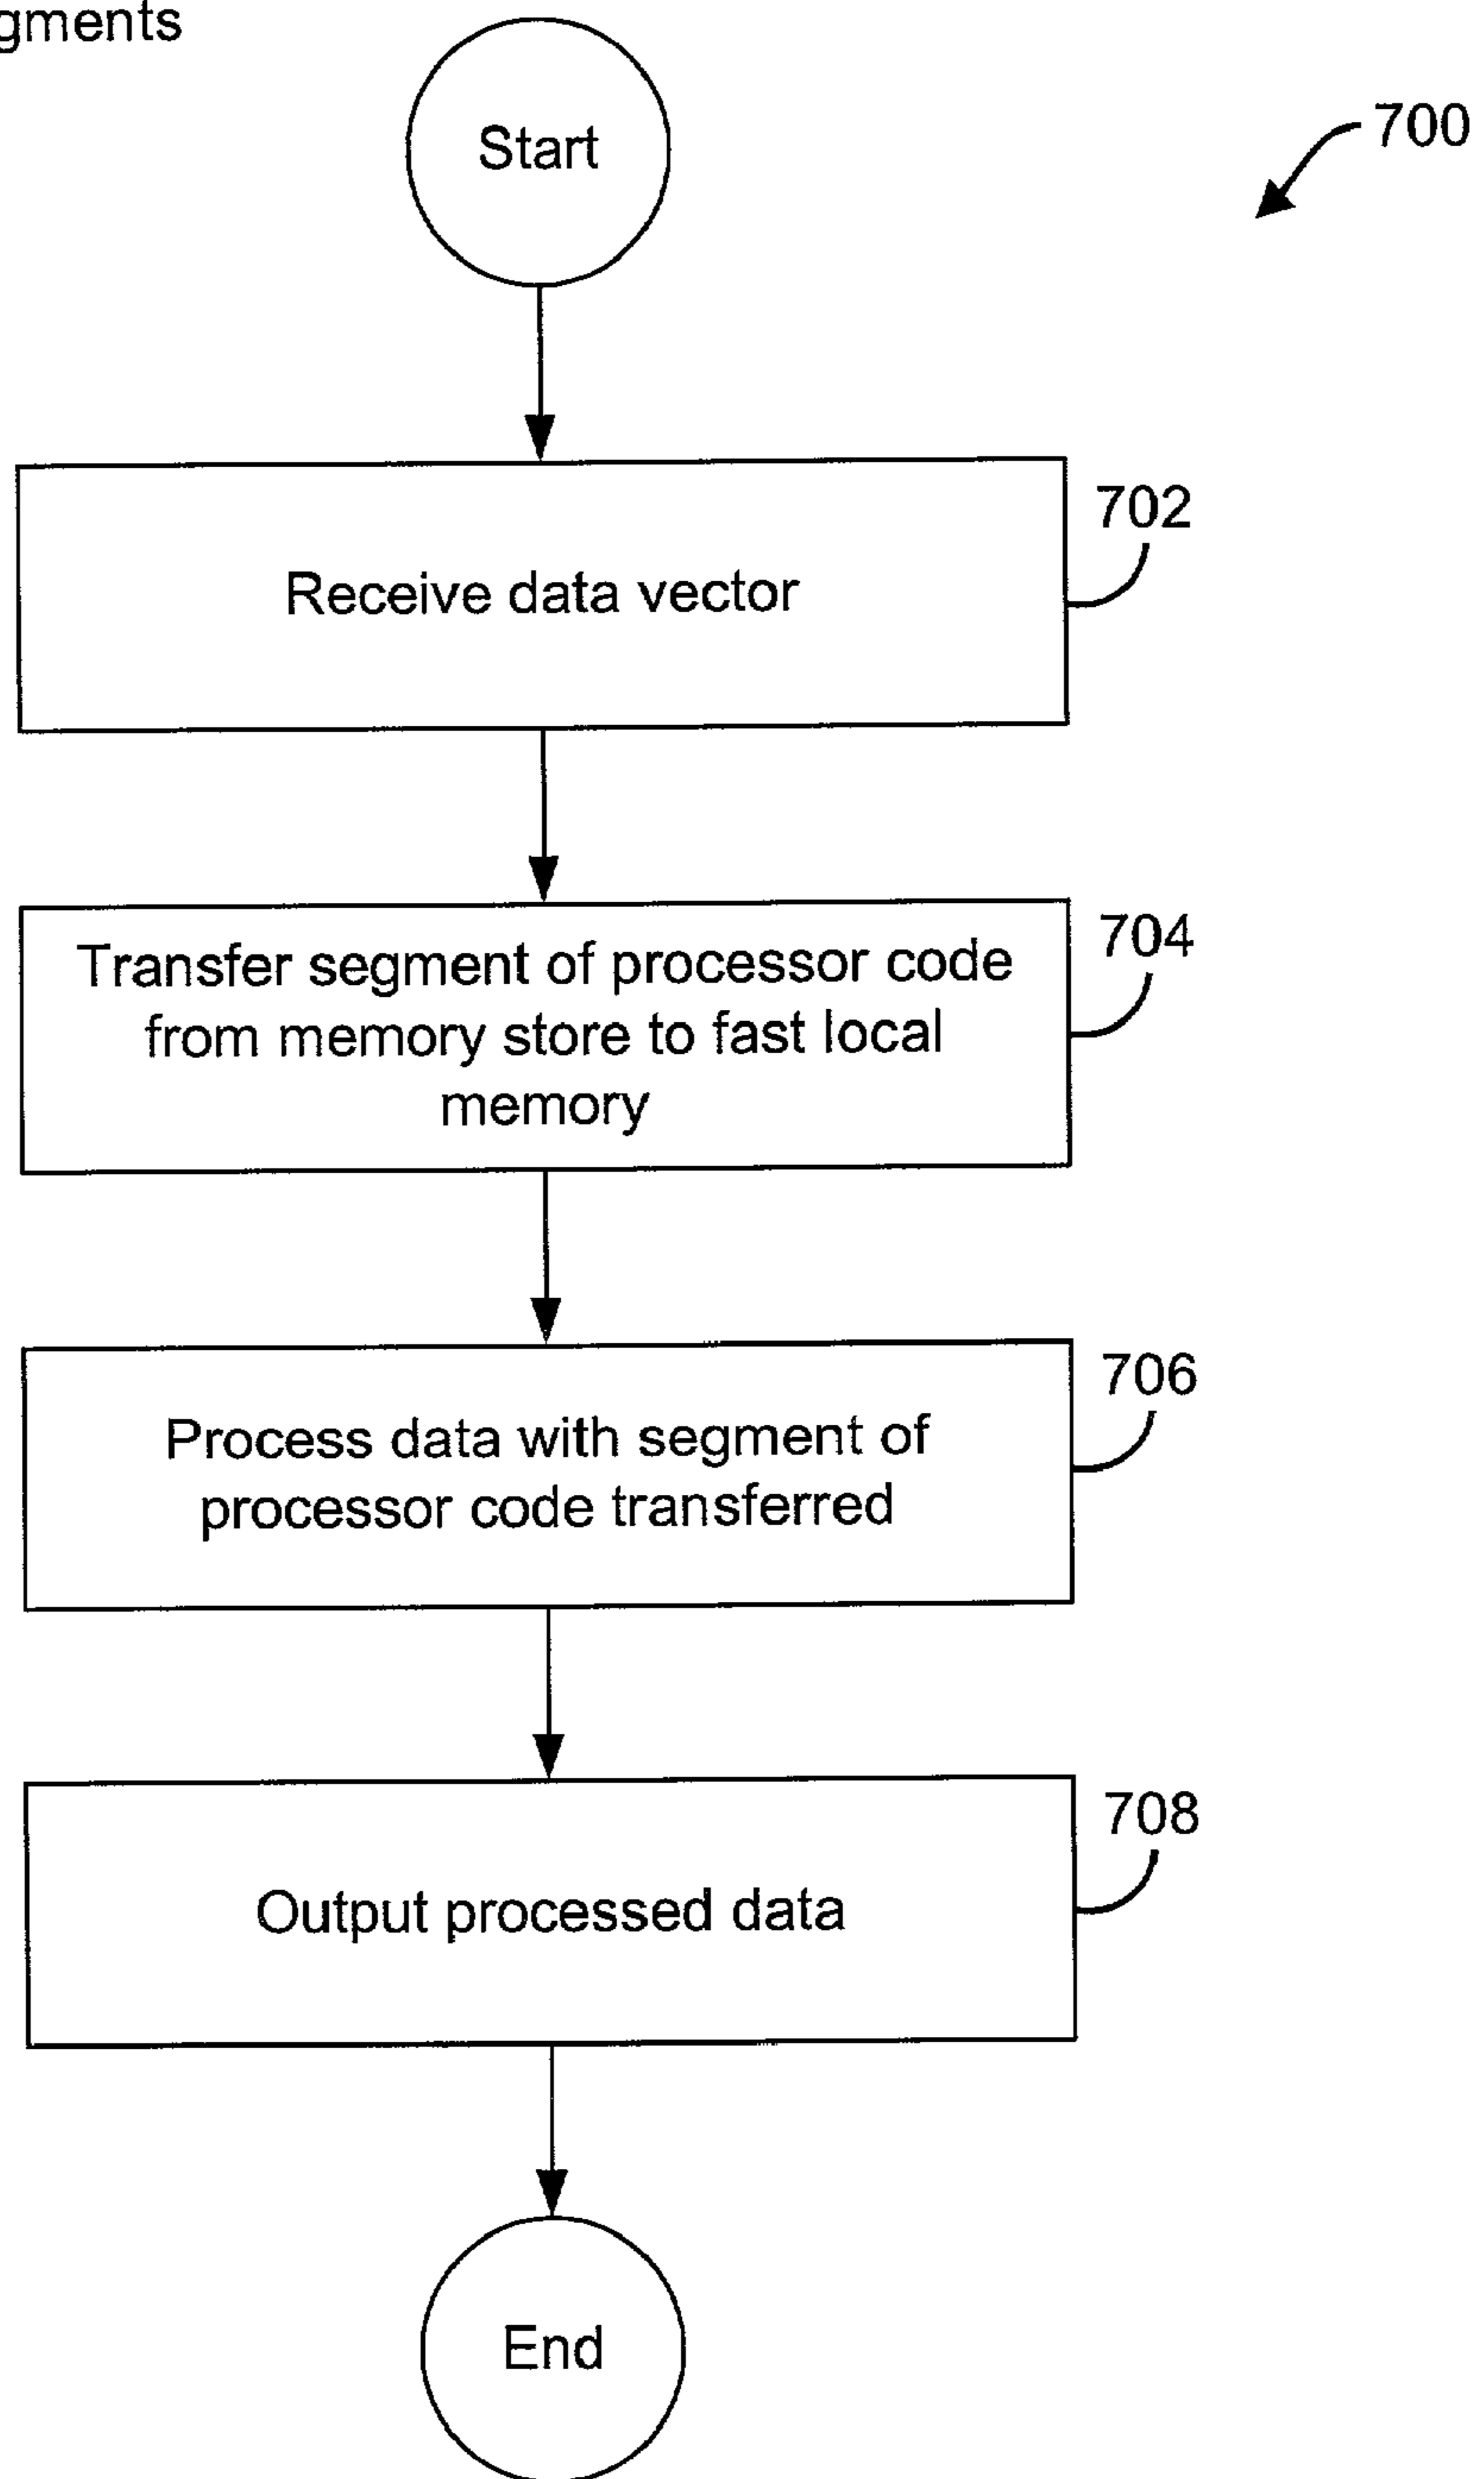 Start
700
702
Receive data vector
704
Transfer segment of processor code
from memory store to fast local
memory
706
Process data with segment of
processor code transferred
708
Output processed data
End